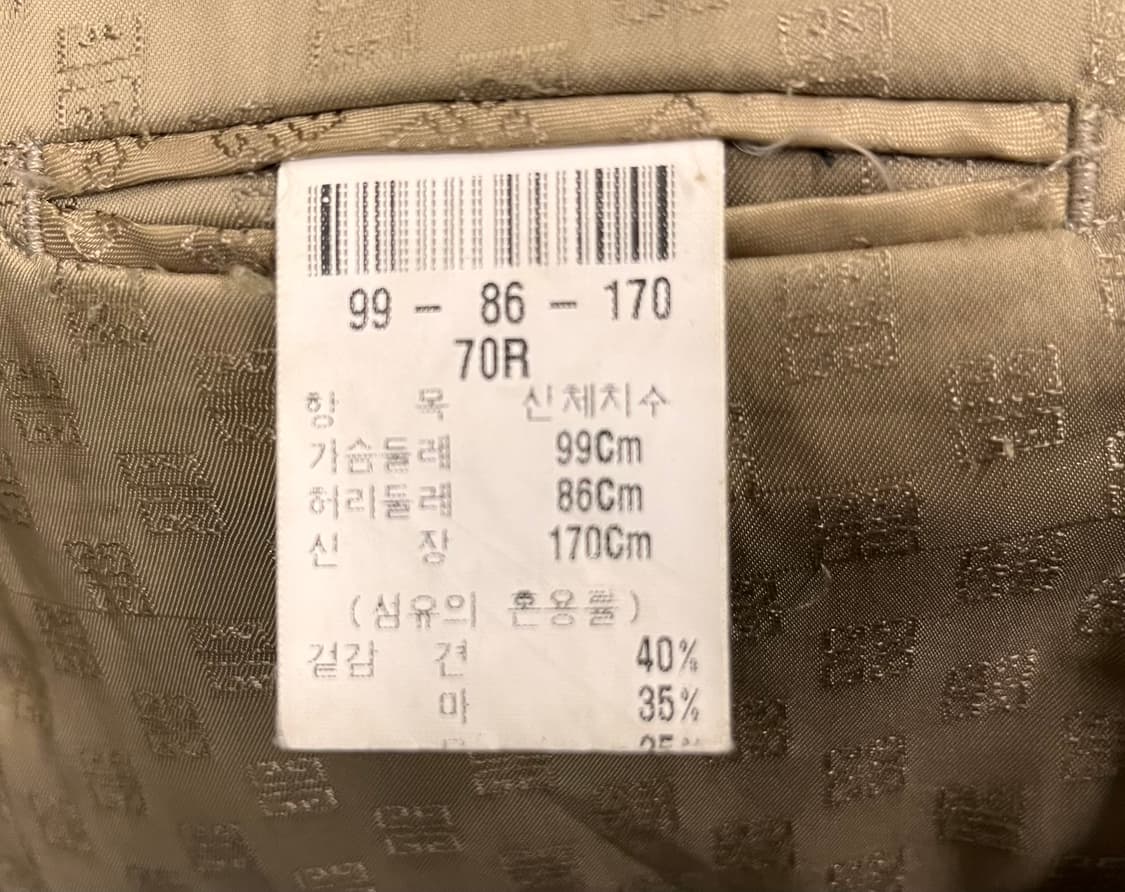 99 - 86 - 170
70R
항 목 신체치수
가슴둘레 99Cm
허리둘레 86Cm
신 장 170Cm
(섬유의 혼용률)
겉감 견 40%
마 35%
25%